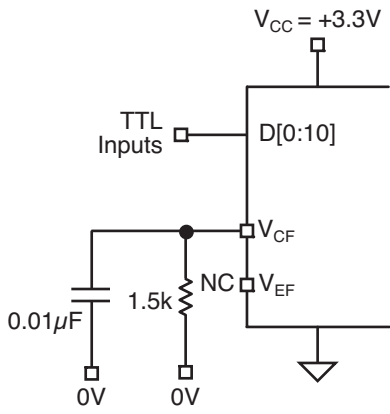 V_CC = +3.3V
TTL
Inputs
D[0:10]
V_CF
NC
V_EF
1.5k
0.01µF
0V
0V